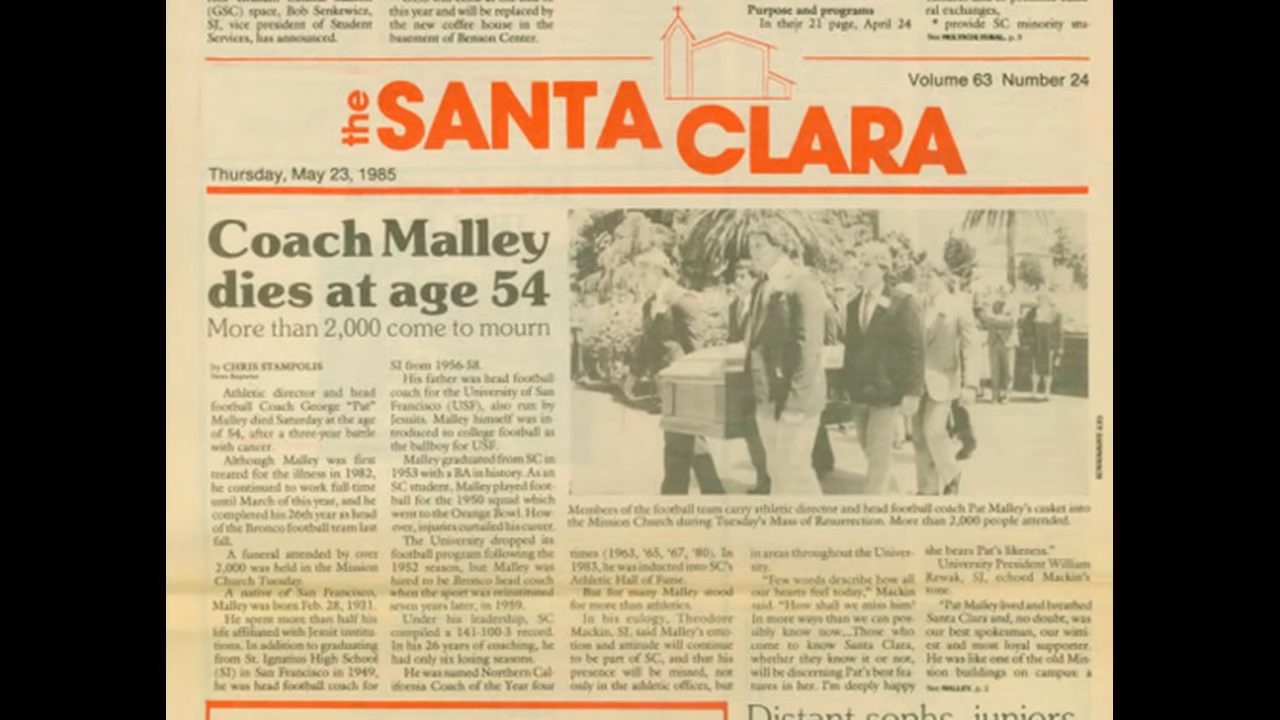 (GSC) space, Bob Senkewicz,
SJ, vice president of Student
Services, has announced.
this year and will be replaced by
the new coffee house in the
basement of Benson Center.
Purpose and programs
In their 21 page, April 24
ral exchanges,
* provide SC minority stu-
See MULTICULTURAL, p. 3
Volume 63 Number 24
the SANTA CLARA
Thursday, May 23, 1985
Coach Malley
dies at age 54
More than 2,000 come to mourn
by CHRIS STAMPOLIS
News Reporter
Athletic director and head
football Coach George "Pat"
Malley died Saturday at the age
of 54, after a three-year battle
with cancer.
Although Malley was first
treated for the illness in 1982,
he continued to work full-time
until March of this year, and he
completed his 26th year as head
of the Bronco football team last
fall.
A funeral attended by over
2,000 was held in the Mission
Church Tuesday.
A native of San Francisco,
Malley was born Feb. 28, 1931.
He spent more than half his
life affiliated with Jesuit institu-
tions. In addition to graduating
from St. Ignatius High School
(SI) in San Francisco in 1949,
he was head football coach for
SI from 1956-58.
His father was head football
coach for the University of San
Francisco (USF), also run by
Jesuits. Malley himself was in-
troduced to college football as
the ballboy for USF.
Malley graduated from SC in
1953 with a BA in history. As an
SC student, Malley played foot-
ball for the 1950 squad which
went to the Orange Bowl. How-
ever, injuries curtailed his career.
The University dropped its
football program following the
1952 season, but Malley was
hired to be Bronco head coach
when the sport was reinstituted
seven years later, in 1959.
Under his leadership, SC
compiled a 141-100-3 record.
In his 26 years of coaching, he
had only six losing seasons.
He was named Northern Cal-
ifornia Coach of the Year four
Members of the football team carry athletic director and head football coach Pat Malley's casket into
the Mission Church during Tuesday's Mass of Resurrection. More than 2,000 people attended.
times (1963, '65, '67, '80). In
1983, he was inducted into SC's
Athletic Hall of Fame.
But for many Malley stood
for more than athletics.
In his eulogy, Theodore
Mackin, SJ, said Malley's emo-
tion and attitude will continue
to be part of SC, and that his
presence will be missed, not
only in the athletic offices, but
in areas throughout the Univer-
sity.
"Few words describe how all
our hearts feel today," Mackin
said. "How shall we miss him?
In more ways than we can pos-
sibly know now...Those who
come to know Santa Clara,
whether they know it or not,
will be discerning Pat's best fea-
tures in her. I'm deeply happy
she bears Pat's likeness."
University President William
Rewak, SJ, echoed Mackin's
tone.
"Pat Malley lived and breathed
Santa Clara and, no doubt, was
our best spokesman, our
est and most loyal supporter.
He was like one of the old Mis-
sion buildings on campus: a
See MALLEY, p. 2
Distant sophs, juniors